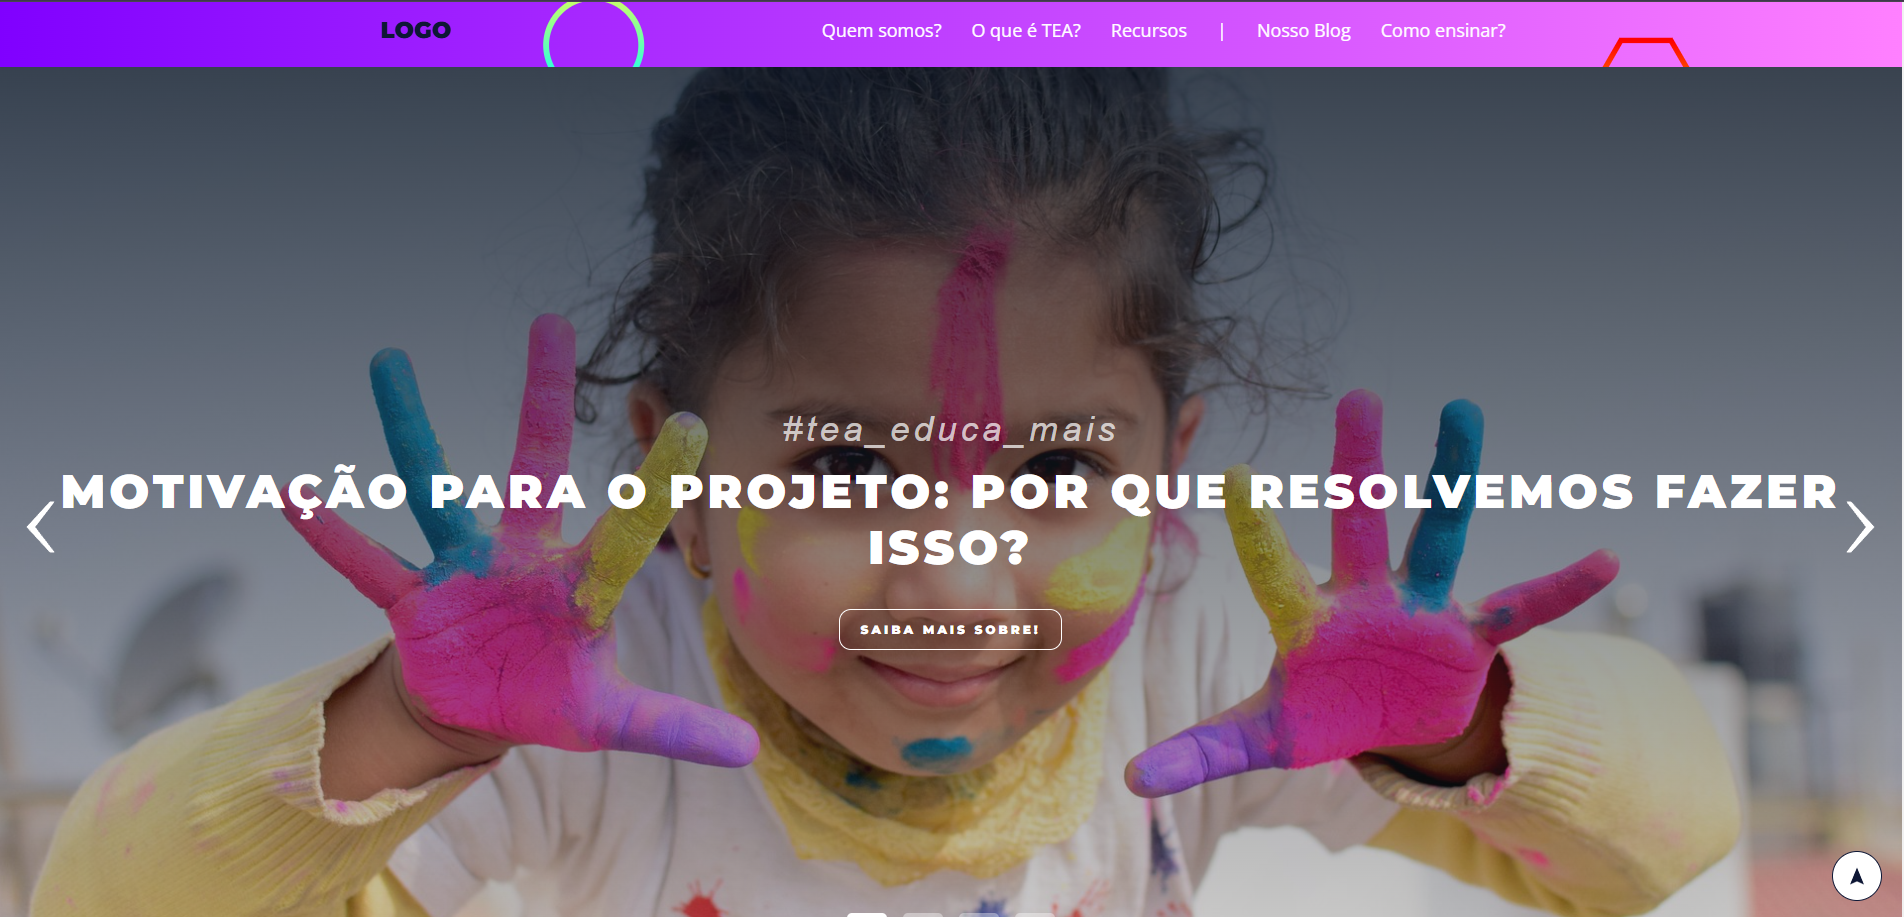 LOGO
Quem somos? O que é TEA? Recursos | Nosso Blog Como ensinar?
#tea_educa_mais
MOTIVAÇÃO PARA O PROJETO: POR QUE RESOLVEMOS FAZER
ISSO?
SAIBA MAIS SOBRE!